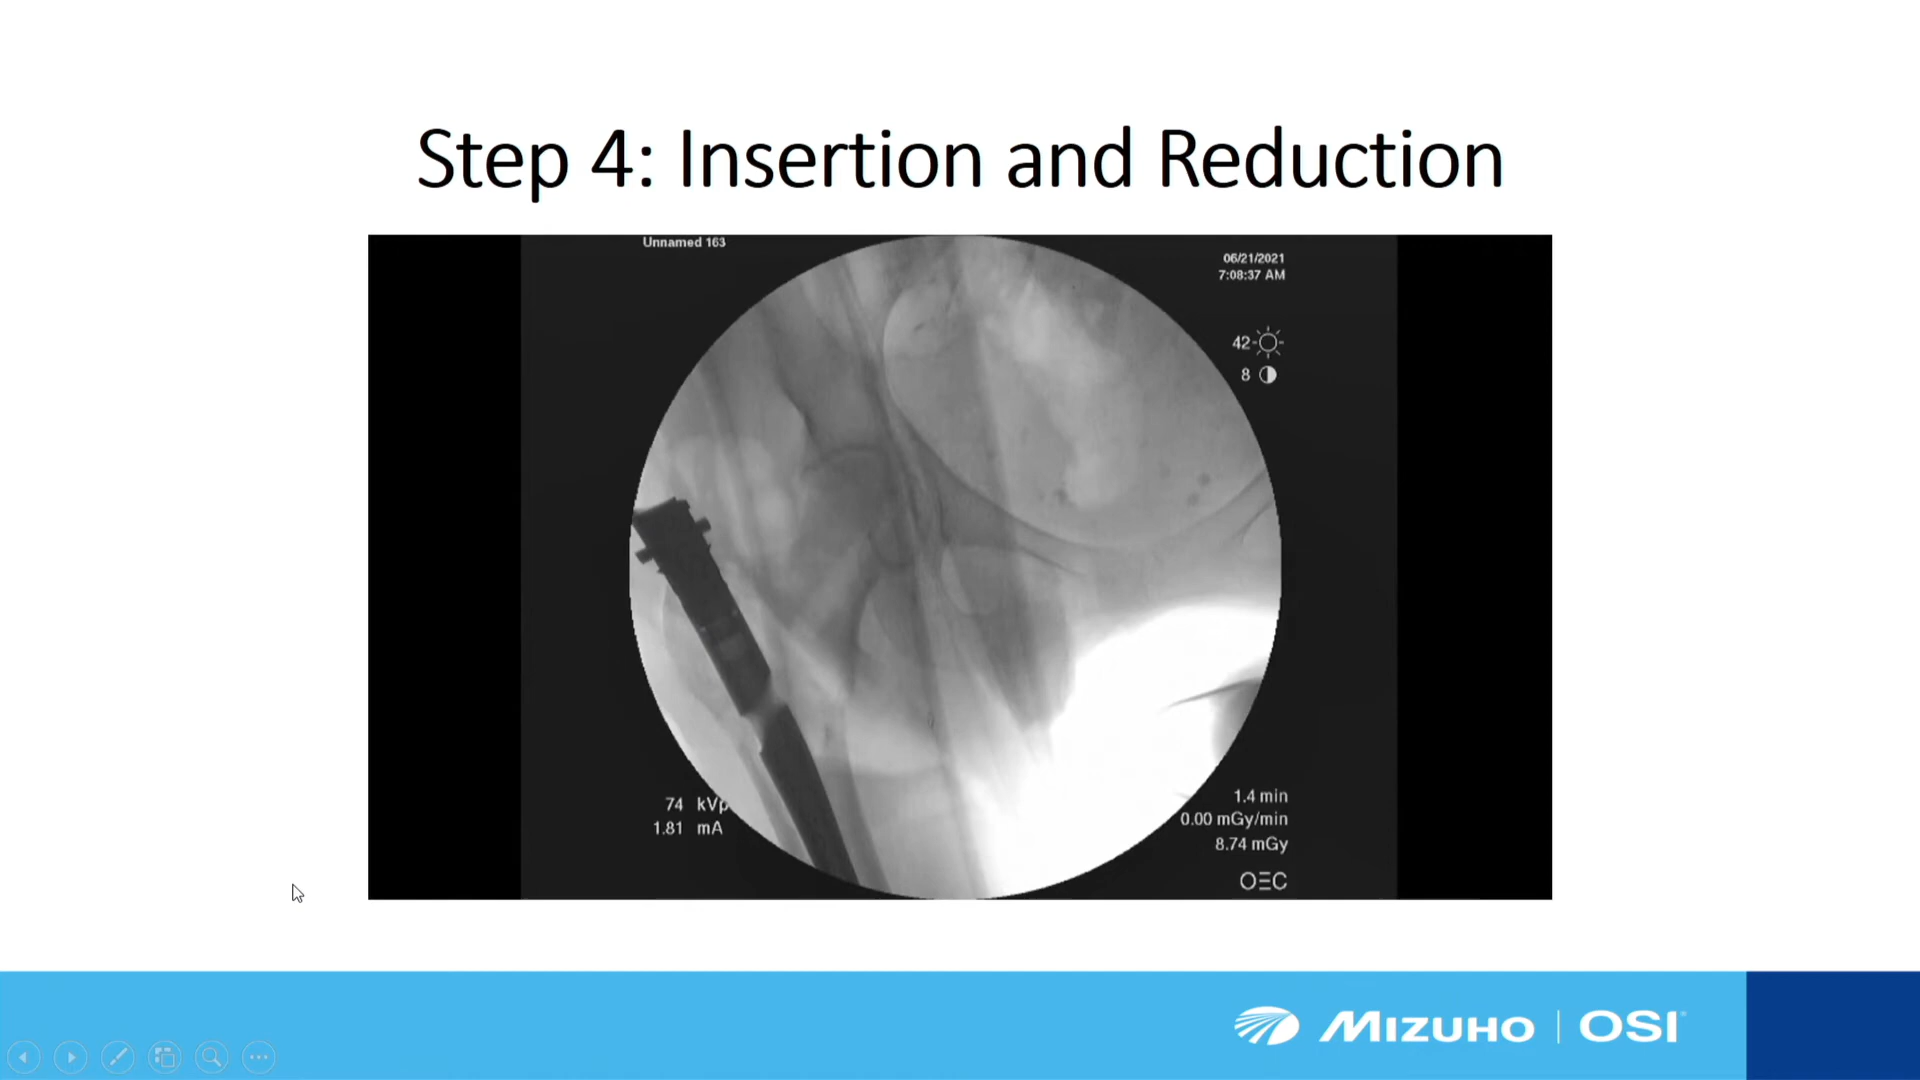 Step 4: Insertion and Reduction
Unnamed 163
06/21/2021
7:08:37 AM
42
8
74 kVp
1.81 mA
1.4 min
0.00 mGy/min
8.74 mGy
OEC
MIZUHO | OSI